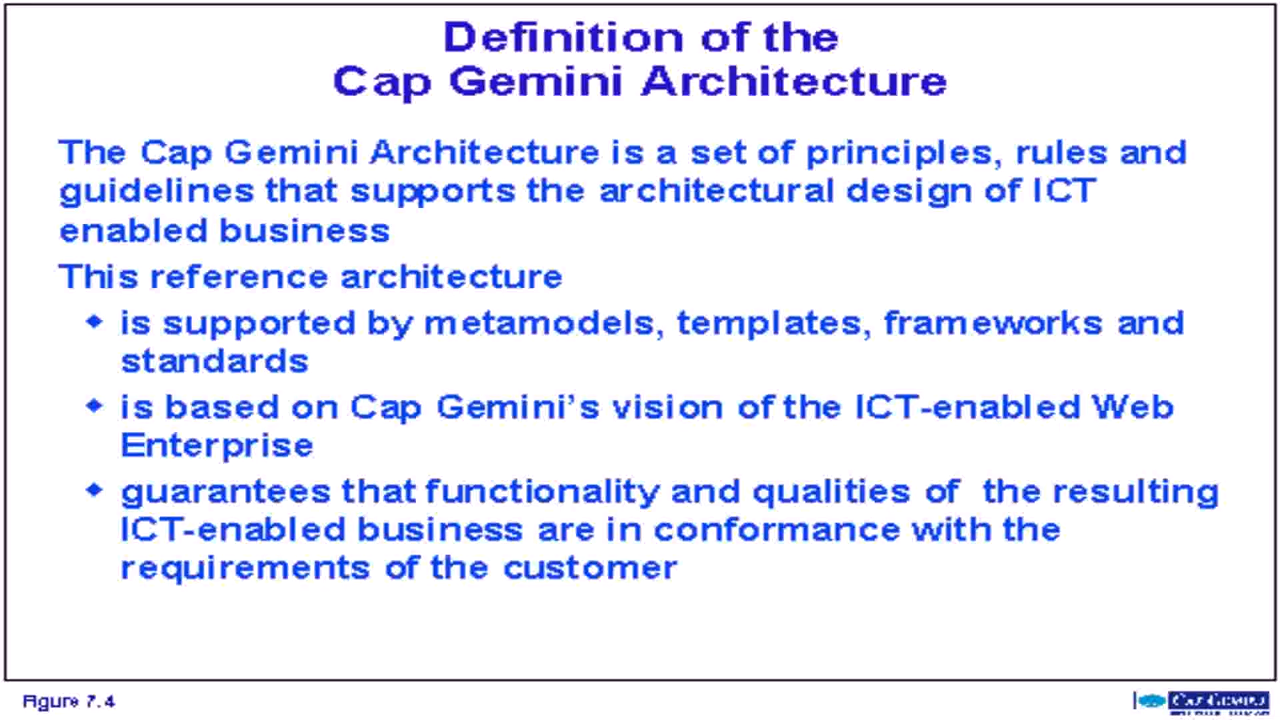 Definition of the
Cap Gemini Architecture
The Cap Gemini Architecture is a set of principles, rules and
guidelines that supports the architectural design of ICT
enabled business
This reference architecture
◆ is supported by metamodels, templates, frameworks and
standards
◆ is based on Cap Gemini's vision of the ICT-enabled Web
Enterprise
◆ guarantees that functionality and qualities of the resulting
ICT-enabled business are in conformance with the
requirements of the customer
Figure 7.4
Cap Gemini